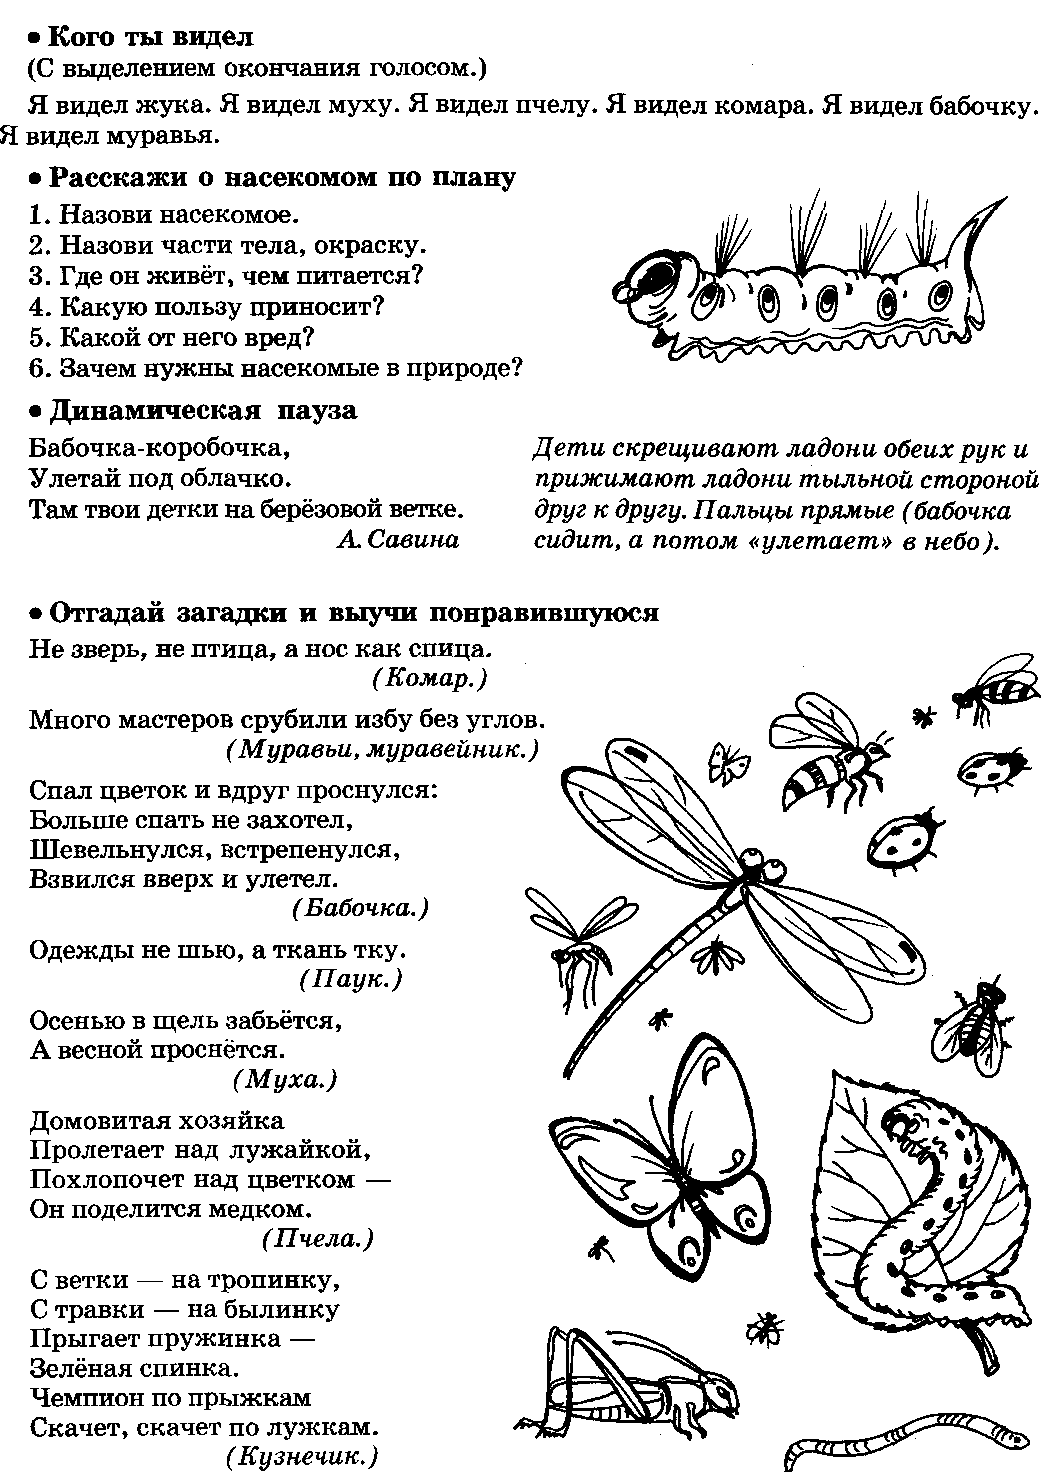 • Кого ты видел
(С выделением окончания голосом.)
Я видел жука. Я видел муху. Я видел пчелу. Я видел комара. Я видел бабочку.
Я видел муравья.
• Расскажи о насекомом по плану
1. Назови насекомое.
2. Назови части тела, окраску.
3. Где он живёт, чем питается?
4. Какую пользу приносит?
5. Какой от него вред?
6. Зачем нужны насекомые в природе?
• Динамическая пауза
Бабочка-коробочка,
Улетай под облачко.
Там твои детки на берёзовой ветке.
А. Савина
Дети скрещивают ладони обеих рук и
прижимают ладони тыльной стороной
друг к другу. Пальцы прямые (бабочка
сидит, а потом «улетает» в небо).
• Отгадай загадки и выучи понравившуюся
Не зверь, не птица, а нос как спица.
(Комар.)
Много мастеров срубили избу без углов.
(Муравьи, муравейник.)
Спал цветок и вдруг проснулся:
Больше спать не захотел,
Шевельнулся, встрепенулся,
Взвился вверх и улетел.
(Бабочка.)
Одежды не шью, а ткань тку.
(Паук.)
Осенью в щель забьётся,
А весной проснётся.
(Муха.)
Домовитая хозяйка
Пролетает над лужайкой,
Похлопочет над цветком —
Он поделится медком.
(Пчела.)
С ветки — на тропинку,
С травки — на былинку
Прыгает пружинка —
Зелёная спинка.
Чемпион по прыжкам
Скачет, скачет по лужкам.
(Кузнечик.)